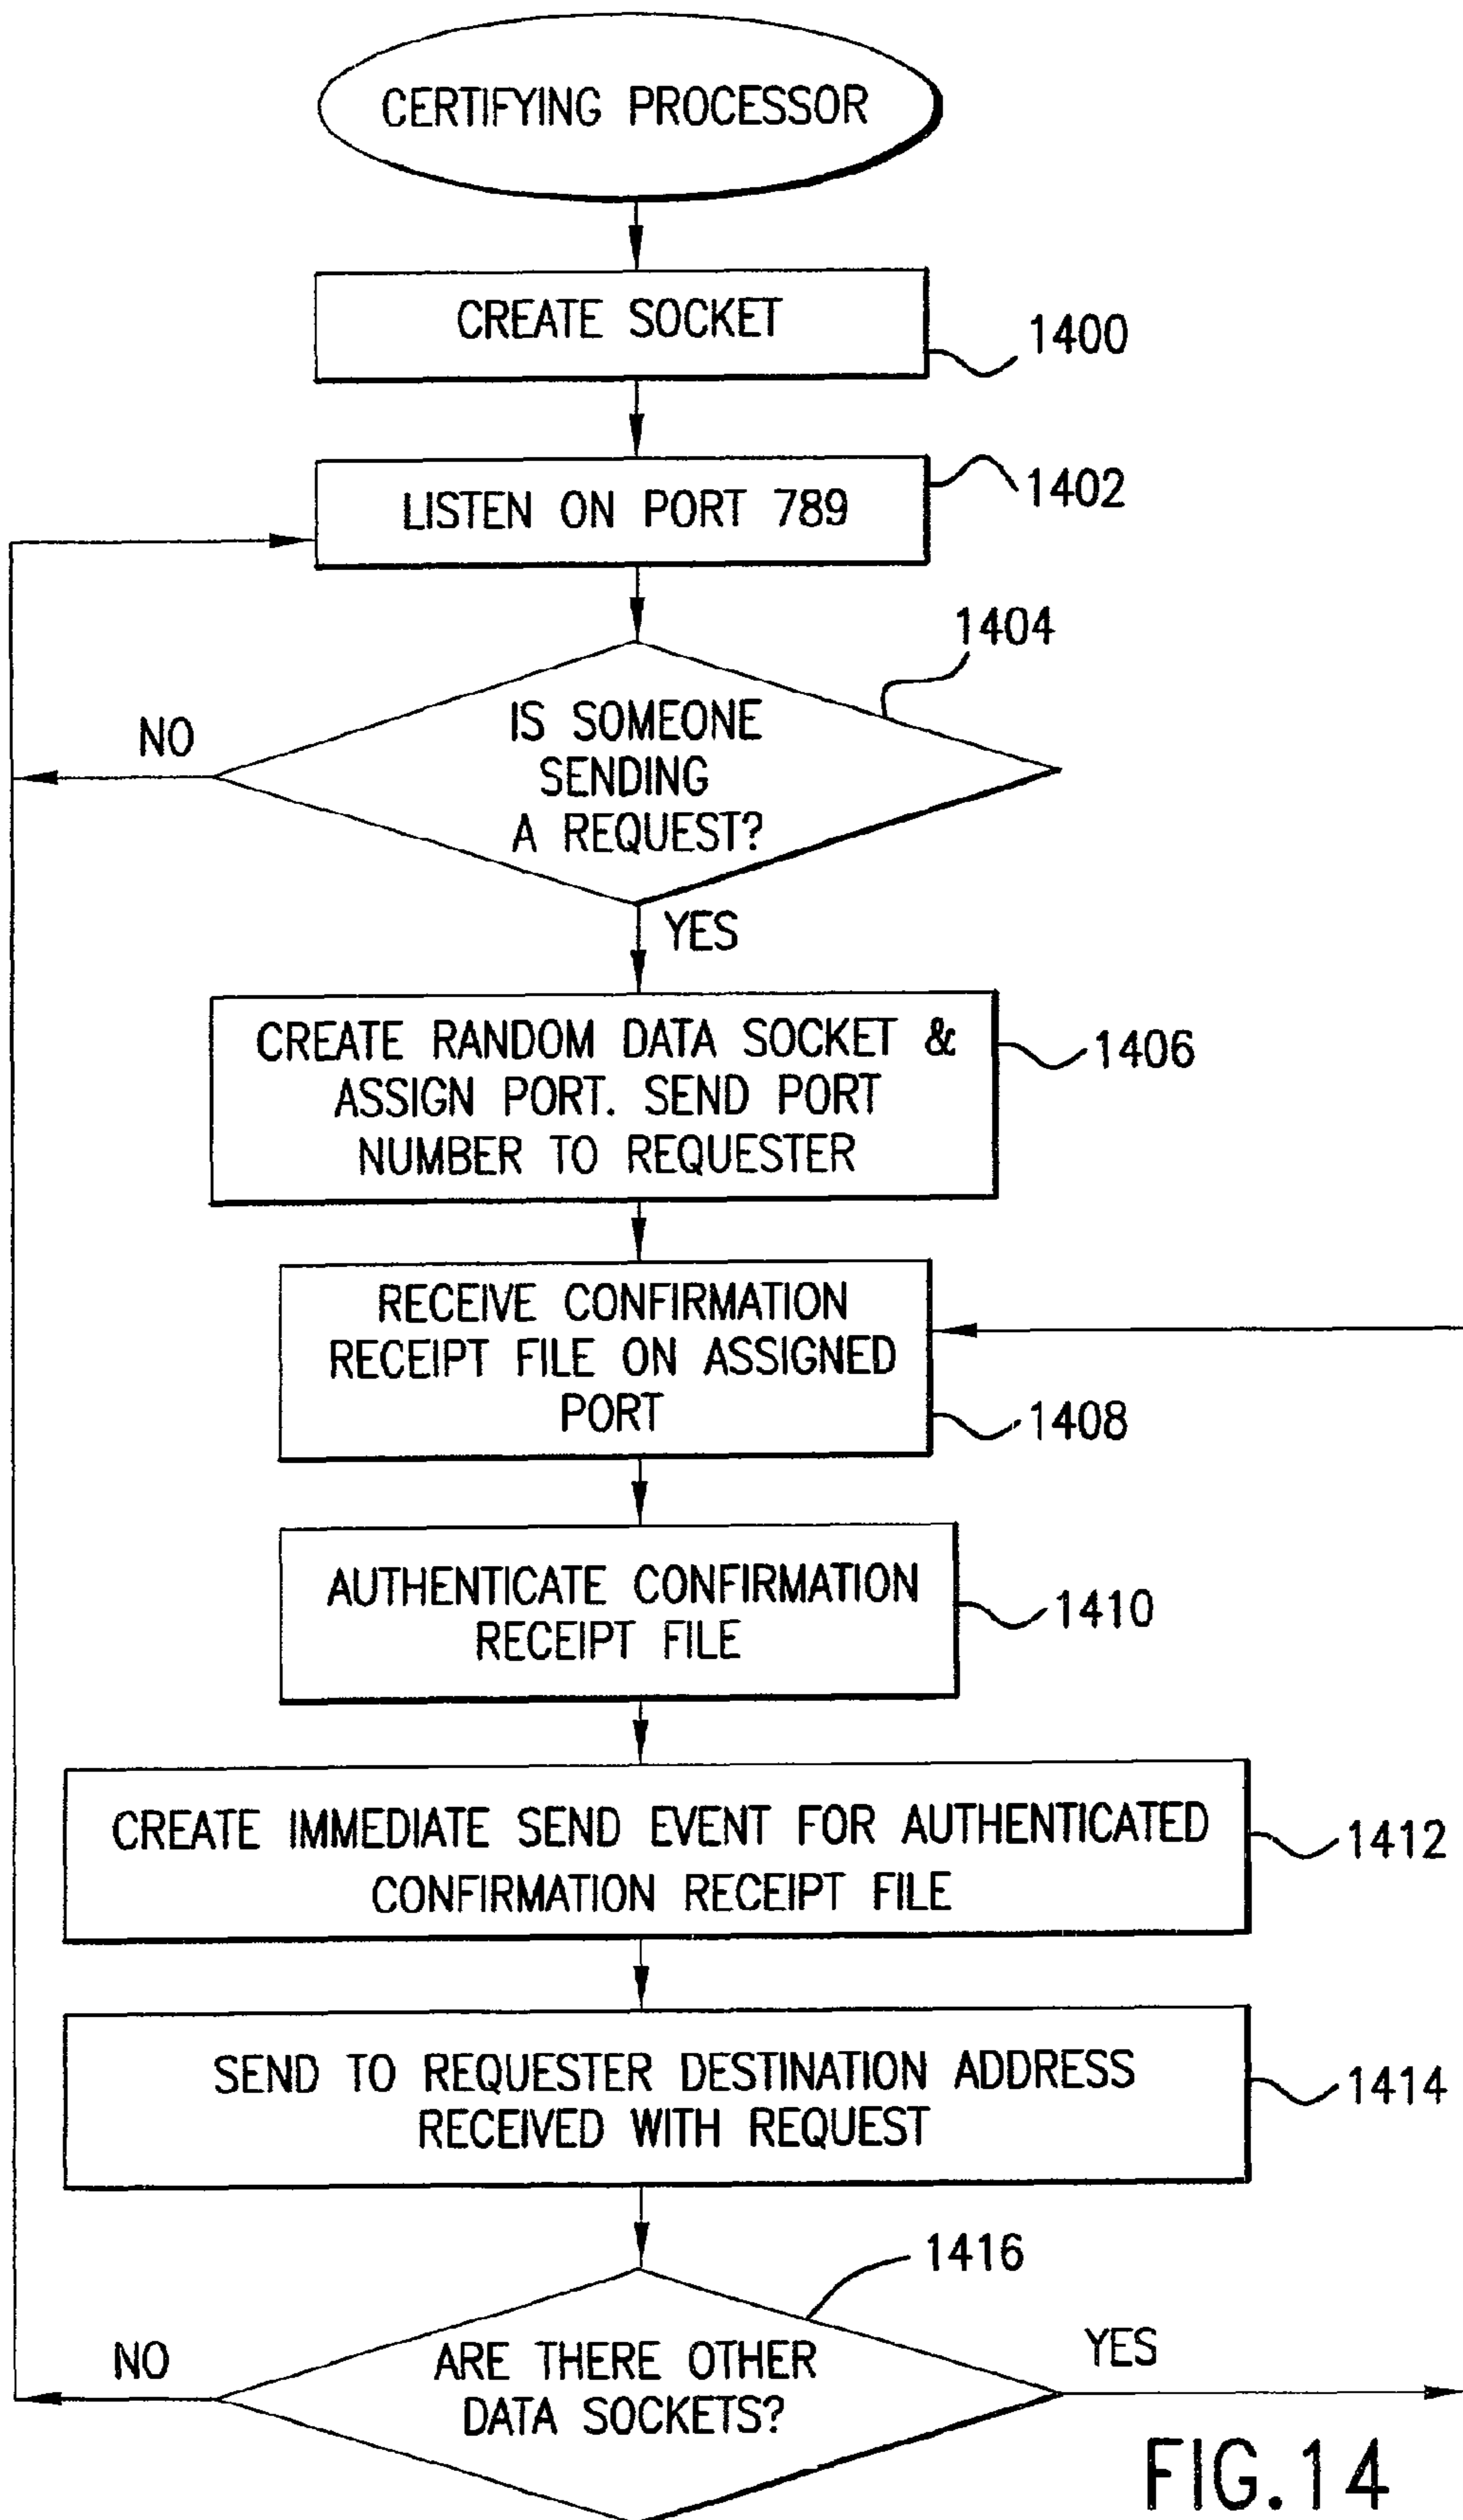 CERTIFYING PROCESSOR
CREATE SOCKET
1400
LISTEN ON PORT 789
1402
1404
IS SOMEONE
SENDING
A REQUEST?
NO
YES
CREATE RANDOM DATA SOCKET &
ASSIGN PORT. SEND PORT
NUMBER TO REQUESTER
1406
RECEIVE CONFIRMATION
RECEIPT FILE ON ASSIGNED
PORT
1408
AUTHENTICATE CONFIRMATION
RECEIPT FILE
1410
CREATE IMMEDIATE SEND EVENT FOR AUTHENTICATED
CONFIRMATION RECEIPT FILE
1412
SEND TO REQUESTER DESTINATION ADDRESS
RECEIVED WITH REQUEST
1414
1416
ARE THERE OTHER
DATA SOCKETS?
NO
YES
FIG.14